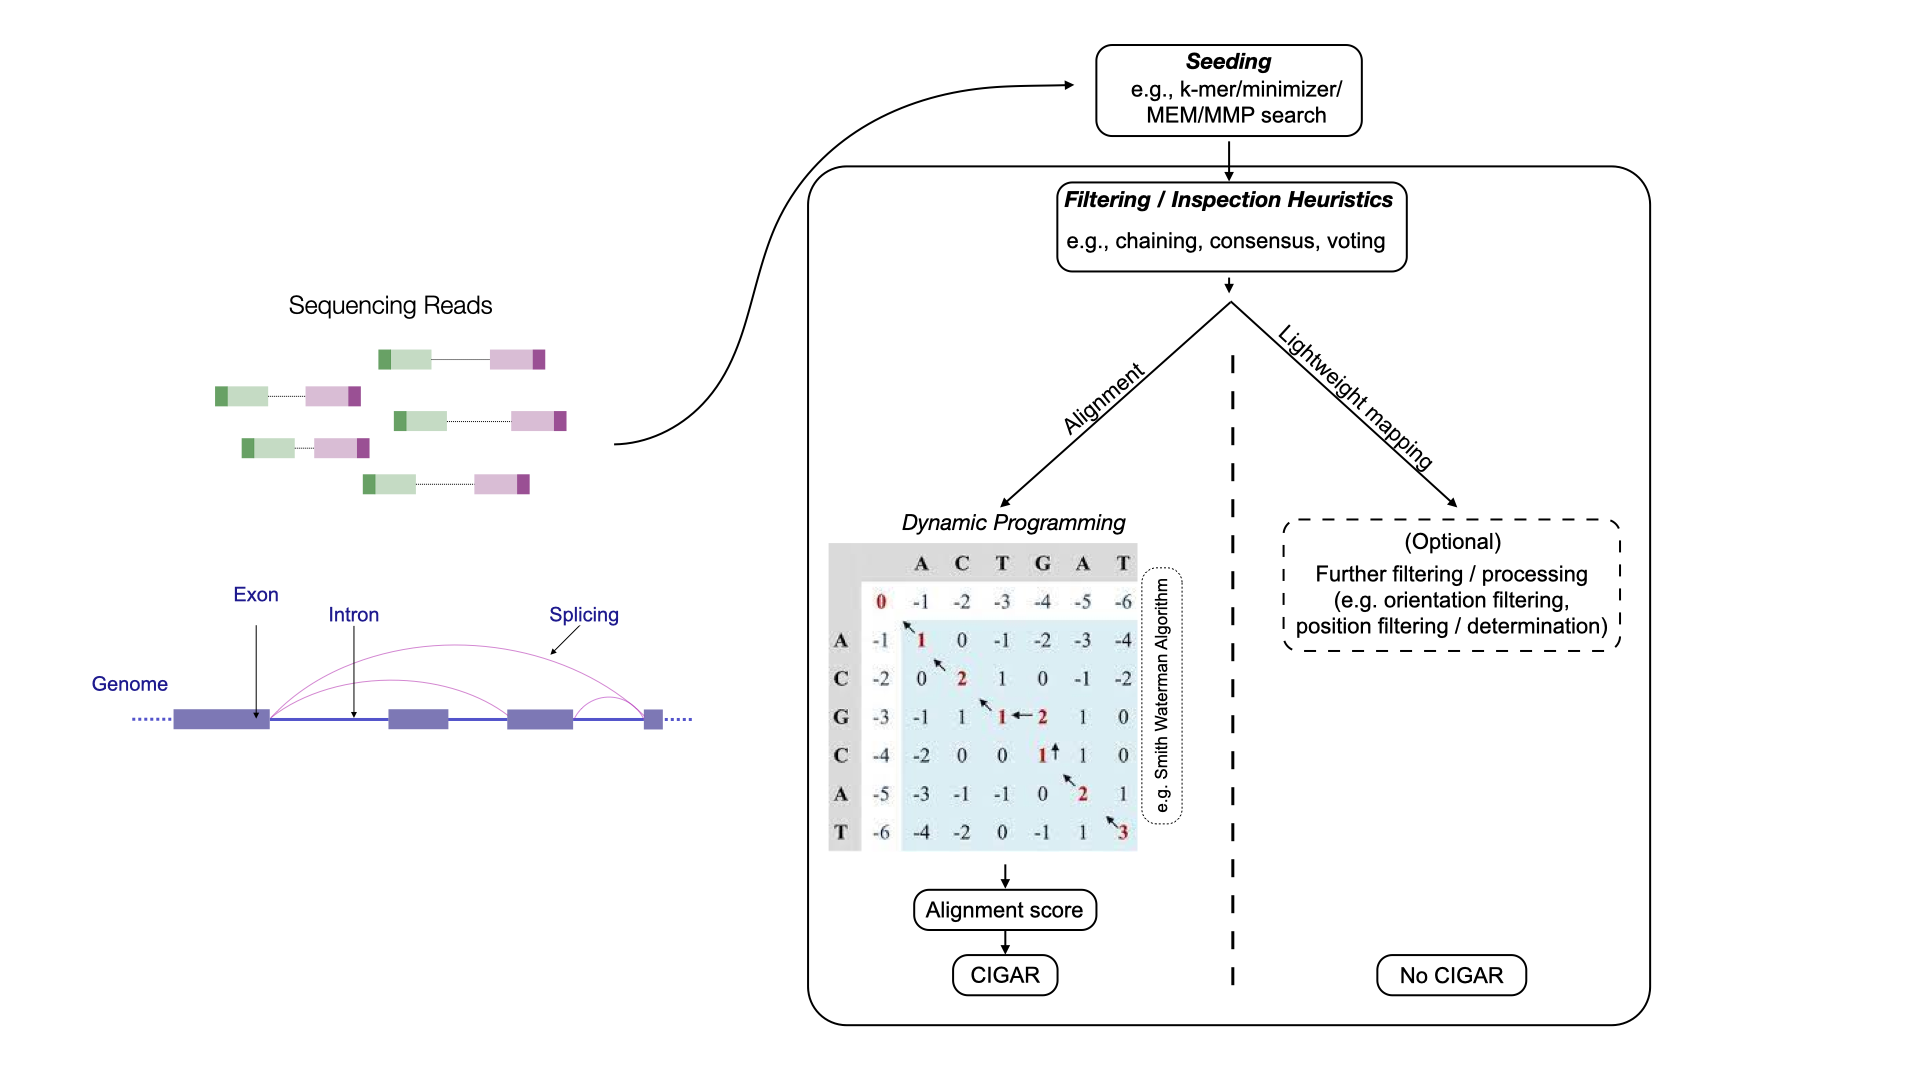 Seeding
e.g., k-mer/minimizer/
MEM/MMP search
Filtering / Inspection Heuristics
e.g., chaining, consensus, voting
Sequencing Reads
Exon
Intron
Splicing
Genome
Alignment
Lightweight mapping
Dynamic Programming
A C T G A T
0 -1 -2 -3 -4 -5 -6
A -1 1 0 -1 -2 -3 -4
C -2 0 2 1 0 -1 -2
G -3 -1 1 1 2 1 0
C -4 -2 0 0 1 1 0
A -5 -3 -1 -1 0 2 1
T -6 -4 -2 0 -1 1 3
e.g. Smith Waterman Algorithm
Alignment score
CIGAR
(Optional)
Further filtering / processing
(e.g. orientation filtering,
position filtering / determination)
No CIGAR